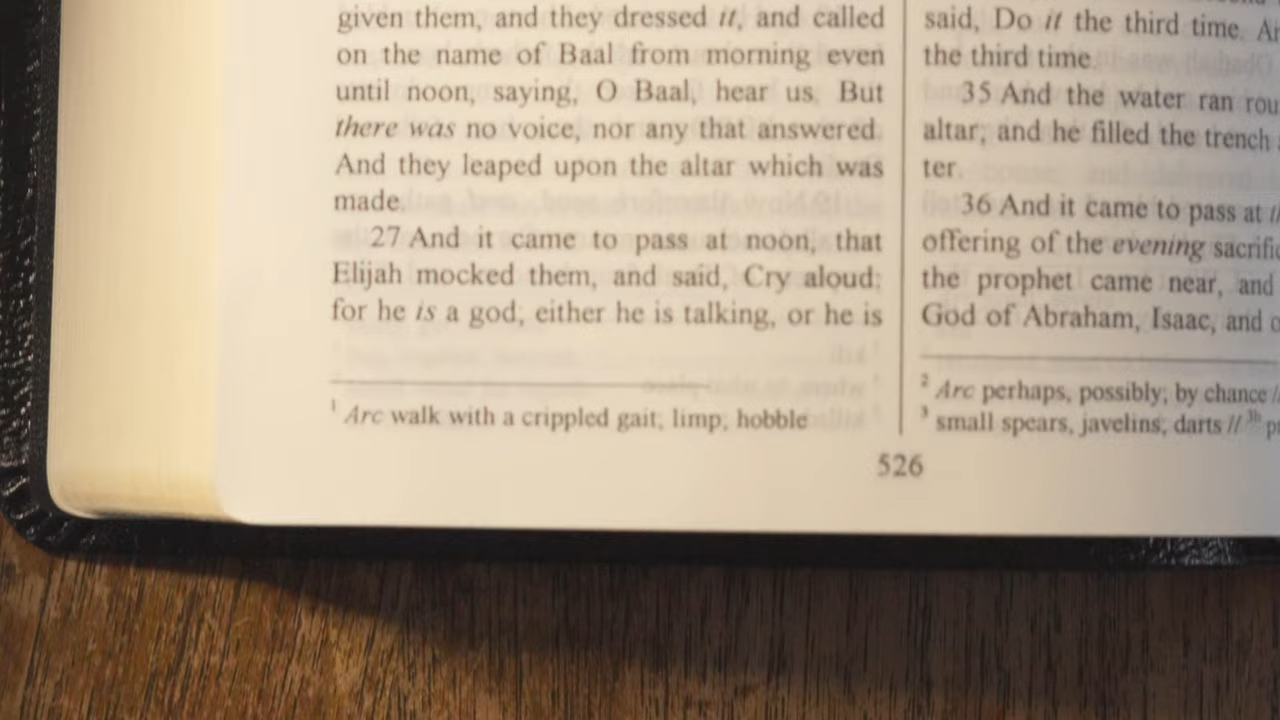 given them, and they dressed it, and called
on the name of Baal from morning even
until noon, saying, O Baal, hear us. But
there was no voice, nor any that answered.
And they leaped upon the altar which was
made.
27 And it came to pass at noon, that
Elijah mocked them, and said, Cry aloud:
for he is a god; either he is talking, or he is
1 Arc walk with a crippled gait; limp; hobble
said, Do it the third time.
the third time.
35 And the water ran
altar; and he filled the trench
ter.
36 And it came to pass at
offering of the evening
the prophet came near, and
God of Abraham, Isaac, and
2 Arc perhaps, possibly; by chance //
3 small spears, javelins, darts // 3b
526